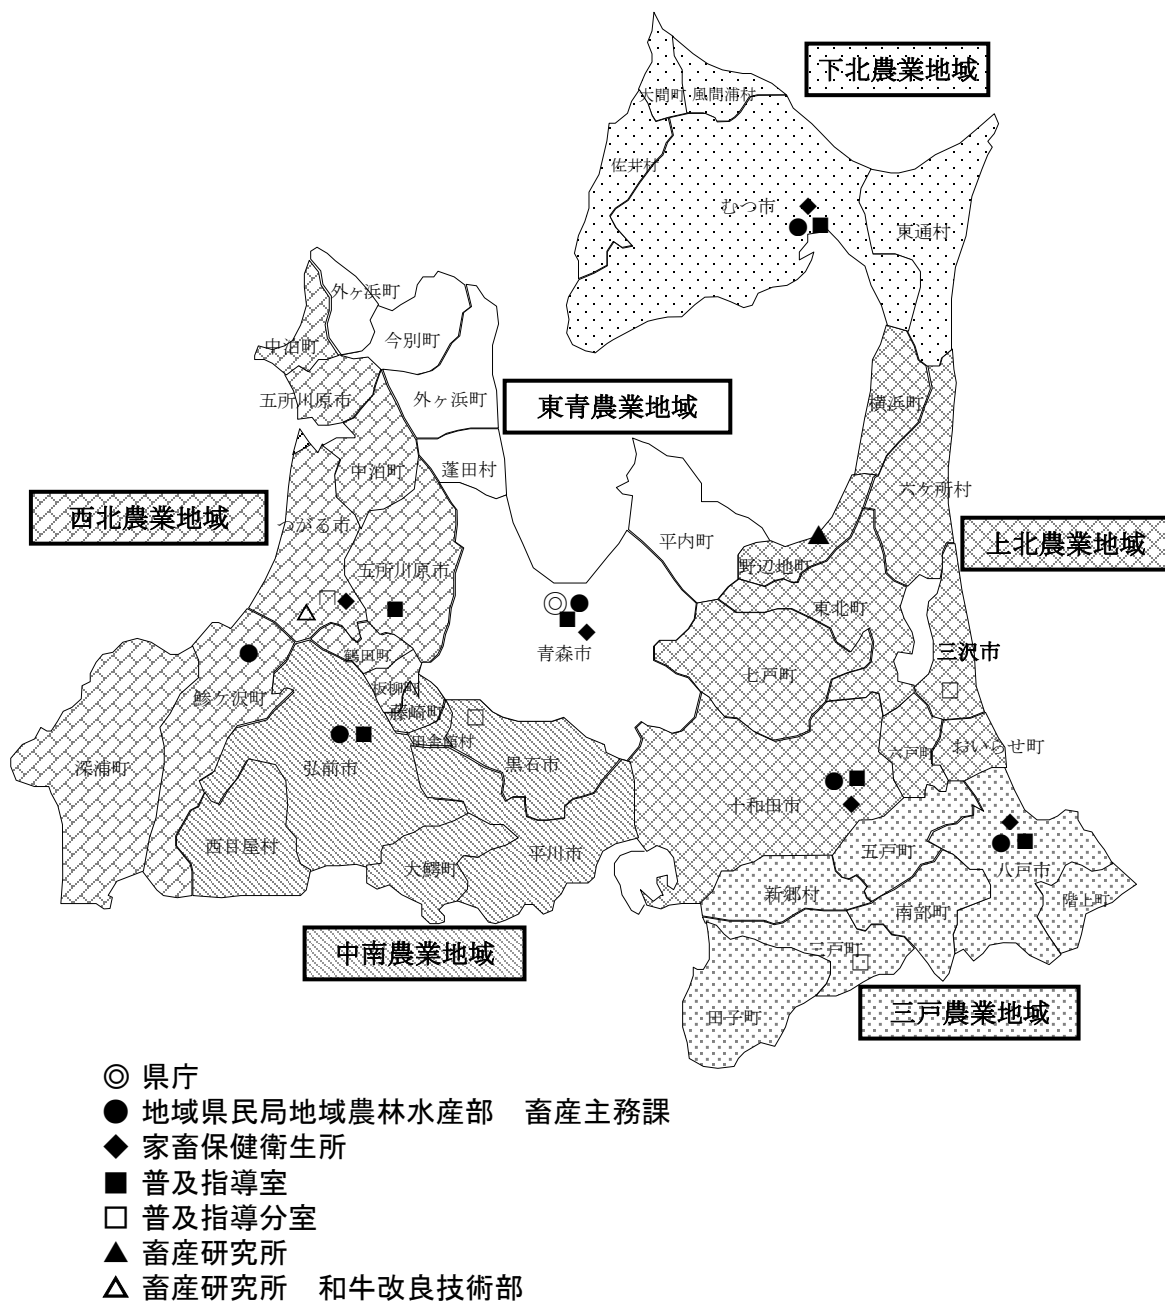 下北農業地域
大間町
風間浦村
佐井村
むつ市
東通村
外ヶ浜町
今別町
中泊町
五所川原市
外ヶ浜町
東青農業地域
横浜町
中泊町
蓬田村
六ケ所村
西北農業地域
つがる市
上北農業地域
平内町
野辺地町
五所川原市
東北町
青森市
三沢市
鶴田町
七戸町
板柳町
鰺ケ沢町
藤崎町
田舎館村
おいらせ町
六戸町
深浦町
弘前市
黒石市
十和田市
西目屋村
平川市
五戸町
大鰐町
八戸市
新郷村
階上町
南部町
中南農業地域
三戸町
三戸農業地域
田子町
◎ 県庁
● 地域県民局地域農林水産部　畜産主務課
◆ 家畜保健衛生所
■ 普及指導室
□ 普及指導分室
▲ 畜産研究所
△ 畜産研究所　和牛改良技術部